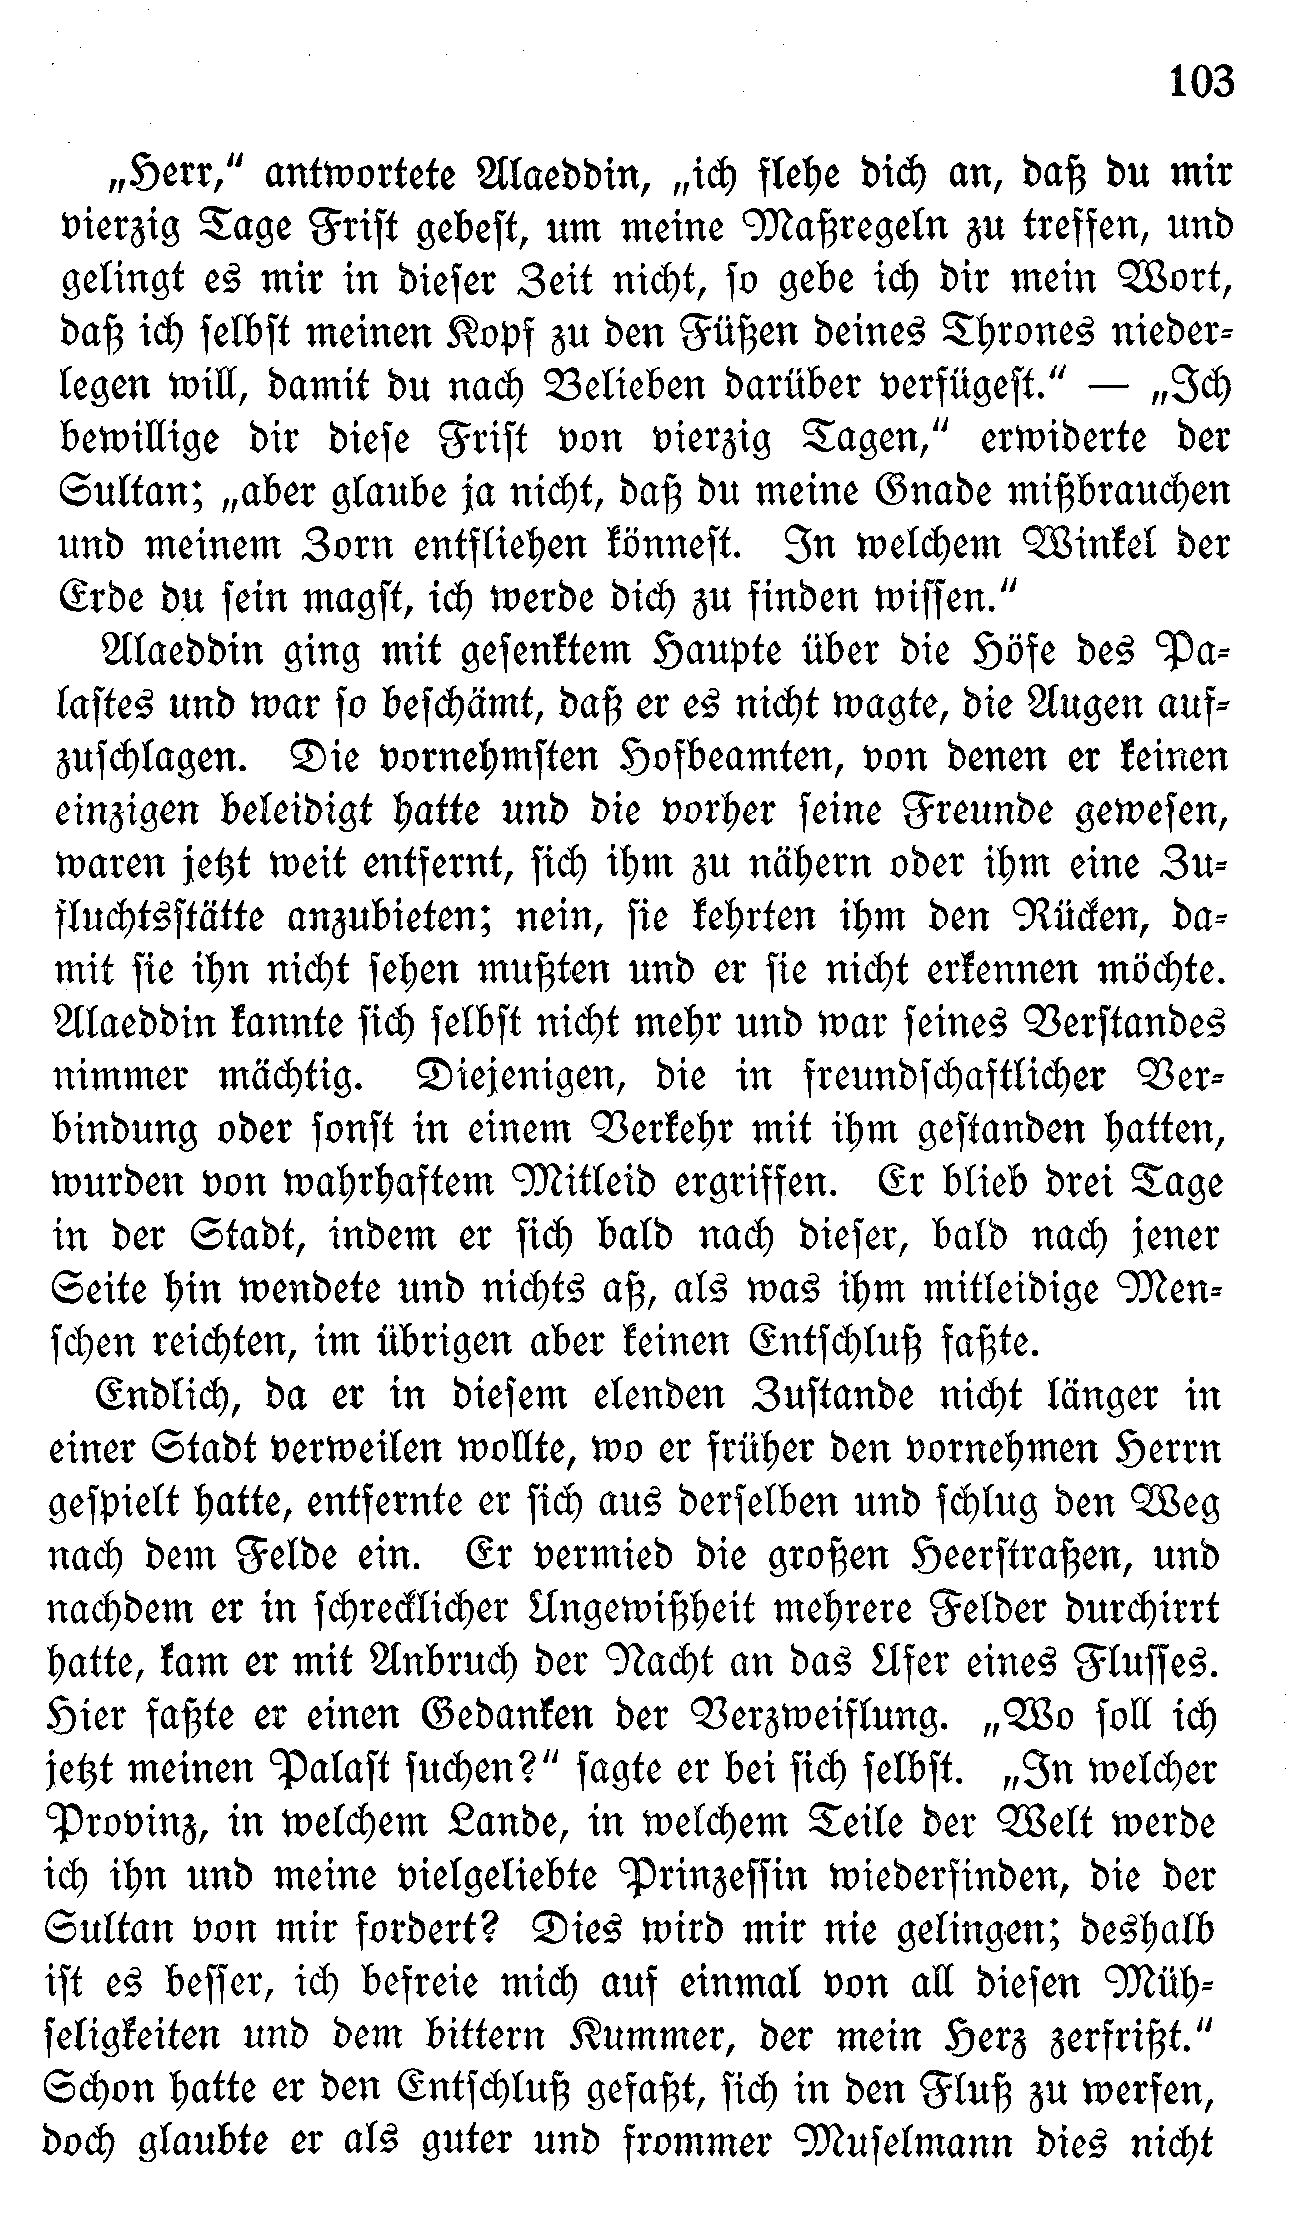 103
„Herr,“ antwortete Alaeddin, „ich flehe dich an, daß du mir
vierzig Tage Frist gebest, um meine Maßregeln zu treffen, und
gelingt es mir in dieser Zeit nicht, so gebe ich dir mein Wort,
daß ich selbst meinen Kopf zu den Füßen deines Thrones nieder-
legen will, damit du nach Belieben darüber verfügest.“ — „Ich
bewillige dir diese Frist von vierzig Tagen,“ erwiderte der
Sultan; „aber glaube ja nicht, daß du meine Gnade mißbrauchen
und meinem Zorn entfliehen könnest. In welchem Winkel der
Erde du sein magst, ich werde dich zu finden wissen.“
Alaeddin ging mit gesenktem Haupte über die Höfe des Pa-
lastes und war so beschämt, daß er es nicht wagte, die Augen auf-
zuschlagen. Die vornehmsten Hofbeamten, von denen er keinen
einzigen beleidigt hatte und die vorher seine Freunde gewesen,
waren jetzt weit entfernt, sich ihm zu nähern oder ihm eine Zu-
fluchtsstätte anzubieten; nein, sie kehrten ihm den Rücken, da-
mit sie ihn nicht sehen mußten und er sie nicht erkennen möchte.
Alaeddin kannte sich selbst nicht mehr und war seines Verstandes
nimmer mächtig. Diejenigen, die in freundschaftlicher Ver-
bindung oder sonst in einem Verkehr mit ihm gestanden hatten,
wurden von wahrhaftem Mitleid ergriffen. Er blieb drei Tage
in der Stadt, indem er sich bald nach dieser, bald nach jener
Seite hin wendete und nichts aß, als was ihm mitleidige Men-
schen reichten, im übrigen aber keinen Entschluß faßte.
Endlich, da er in diesem elenden Zustande nicht länger in
einer Stadt verweilen wollte, wo er früher den vornehmen Herrn
gespielt hatte, entfernte er sich aus derselben und schlug den Weg
nach dem Felde ein. Er vermied die großen Heerstraßen, und
nachdem er in schrecklicher Ungewißheit mehrere Felder durchirrt
hatte, kam er mit Anbruch der Nacht an das Ufer eines Flusses.
Hier faßte er einen Gedanken der Verzweiflung. „Wo soll ich
jetzt meinen Palast suchen?“ sagte er bei sich selbst. „In welcher
Provinz, in welchem Lande, in welchem Teile der Welt werde
ich ihn und meine vielgeliebte Prinzessin wiederfinden, die der
Sultan von mir fordert? Dies wird mir nie gelingen; deshalb
ist es besser, ich befreie mich auf einmal von all diesen Müh-
seligkeiten und dem bittern Kummer, der mein Herz zerfrißt.“
Schon hatte er den Entschluß gefaßt, sich in den Fluß zu werfen,
doch glaubte er als guter und frommer Muselmann dies nicht